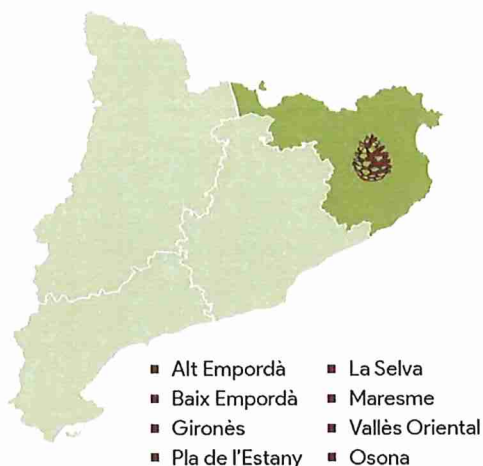 Alt Empordà
Baix Empordà
Gironès
Pla de l'Estany
La Selva
Maresme
Vallès Oriental
Osona